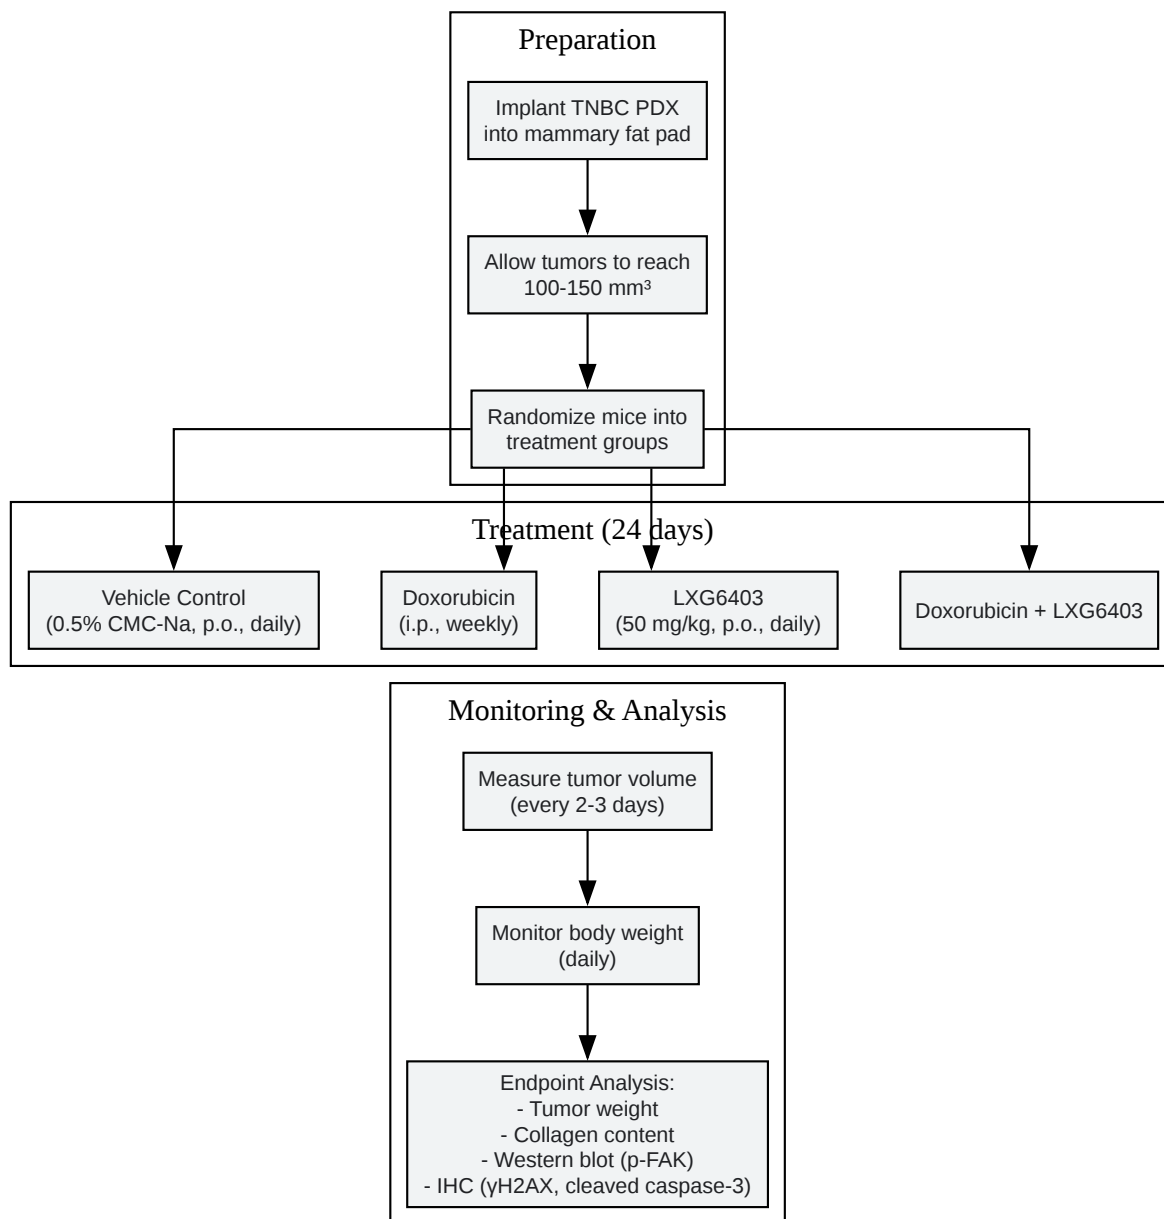 Preparation
Implant TNBC PDX
into mammary fat pad
Allow tumors to reach
100-150 mm³
Randomize mice into
treatment groups
Treatment (24 days)
Vehicle Control
(0.5% CMC-Na, p.o., daily)
Doxorubicin
(i.p., weekly)
LXG6403
(50 mg/kg, p.o., daily)
Doxorubicin + LXG6403
Monitoring & Analysis
Measure tumor volume
(every 2-3 days)
Monitor body weight
(daily)
Endpoint Analysis:
- Tumor weight
- Collagen content
- Western blot (p-FAK)
- IHC (γH2AX, cleaved caspase-3)